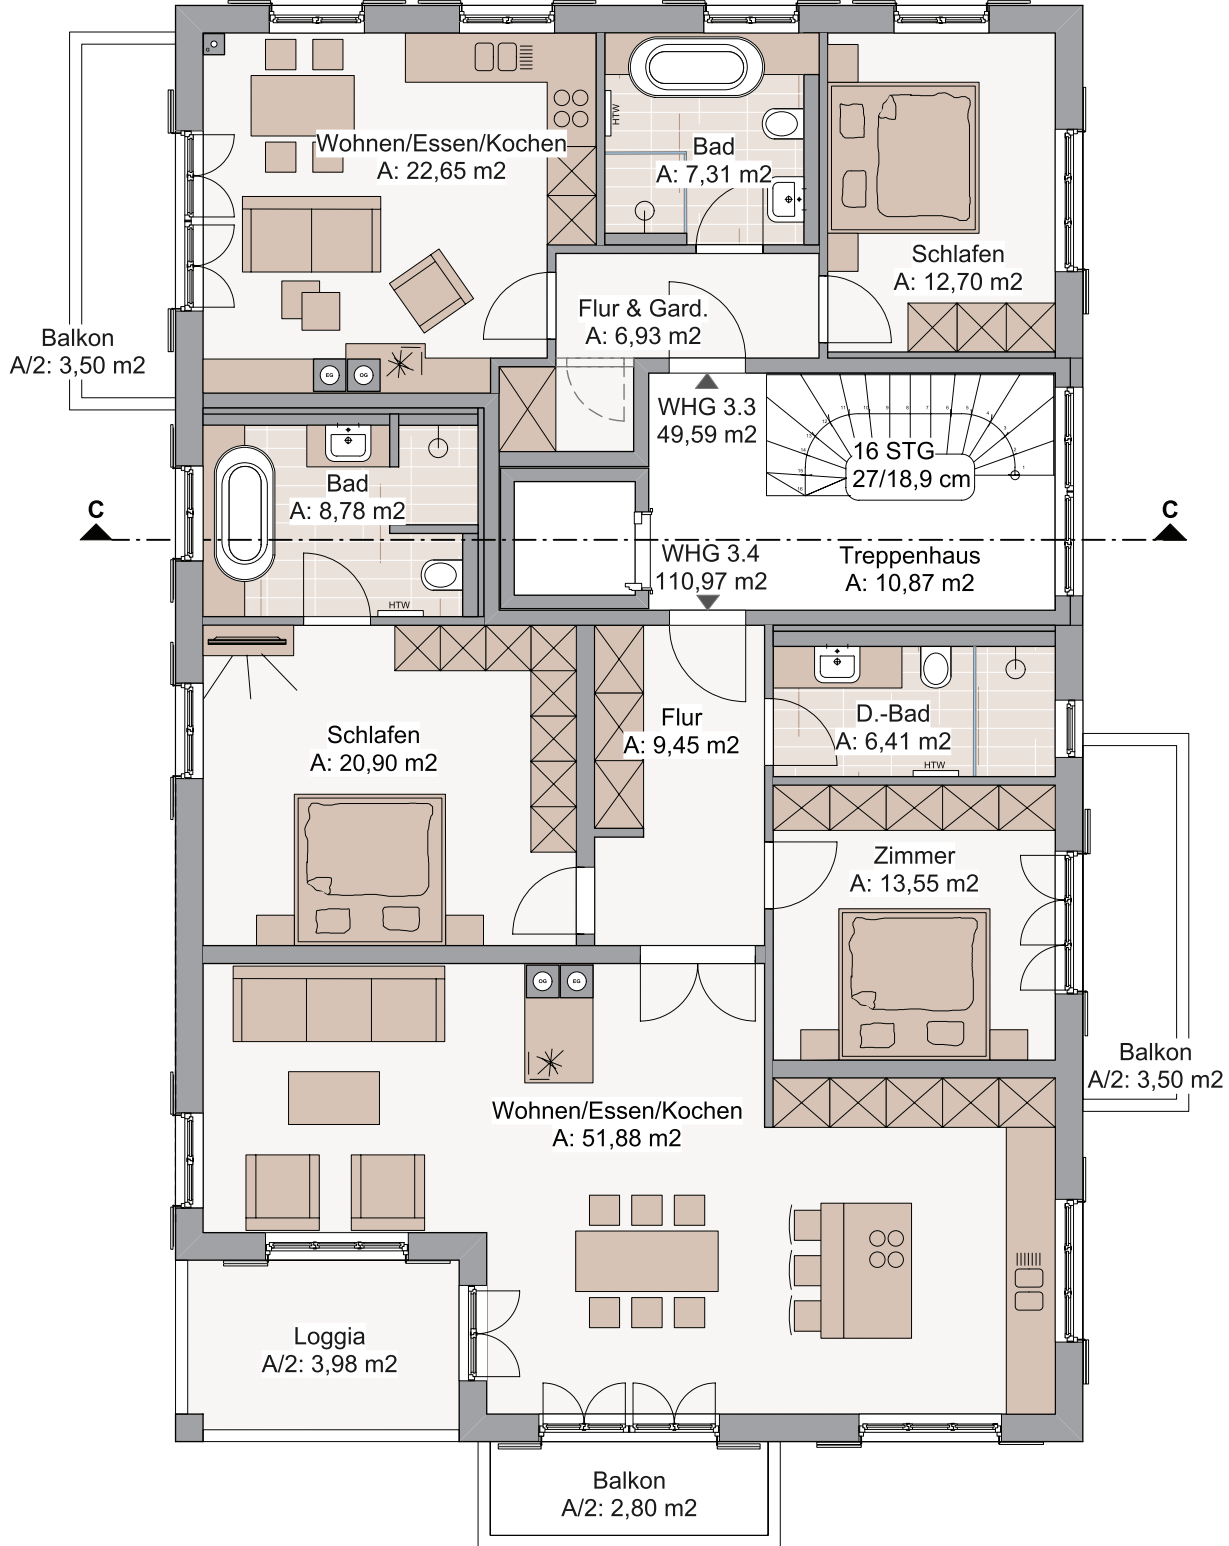 Wohnen/Essen/Kochen
A: 22,65 m2
HTW
Bad
A: 7,31 m2
Schlafen
A: 12,70 m2
Flur & Gard.
A: 6,93 m2
Balkon
A/2: 3,50 m2
EG
OG
WHG 3.3
49,59 m2
16 STG
27/18,9 cm
Bad
A: 8,78 m2
C
C
WHG 3.4
110,97 m2
Treppenhaus
A: 10,87 m2
HTW
Schlafen
A: 20,90 m2
Flur
A: 9,45 m2
D.-Bad
A: 6,41 m2
HTW
Zimmer
A: 13,55 m2
OG
EG
Balkon
A/2: 3,50 m2
Wohnen/Essen/Kochen
A: 51,88 m2
Loggia
A/2: 3,98 m2
Balkon
A/2: 2,80 m2